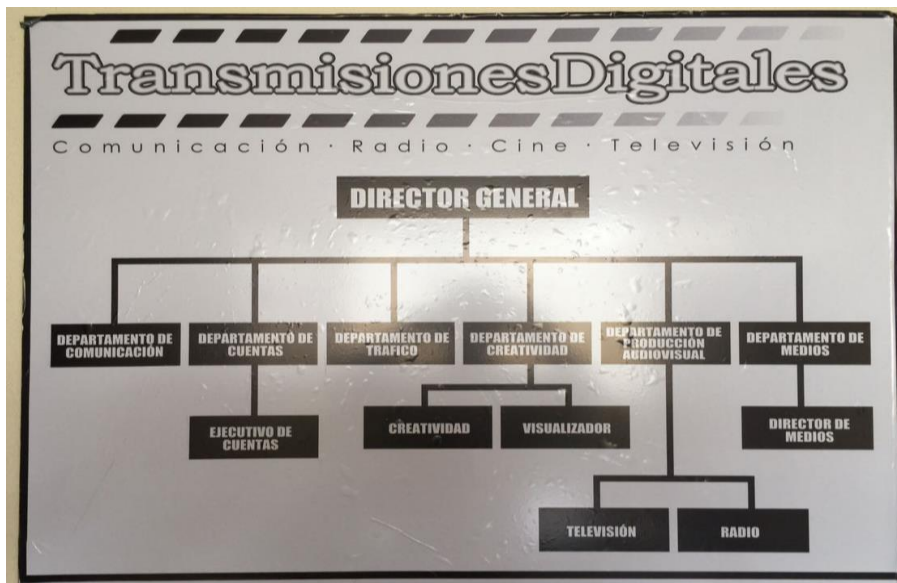 TransmisionesDigitales
Comunicación · Radio · Cine · Televisión
DIRECTOR GENERAL
DEPARTAMENTO DE
COMUNICACIÓN
DEPARTAMENTO DE
CUENTAS
DEPARTAMENTO DE
TRAFICO
DEPARTAMENTO DE
CREATIVIDAD
DEPARTAMENTO DE
PRODUCCIÓN
AUDIOVISUAL
DEPARTAMENTO DE
MEDIOS
EJECUTIVO DE
CUENTAS
CREATIVIDAD
VISUALIZADOR
DIRECTOR DE
MEDIOS
TELEVISIÓN
RADIO